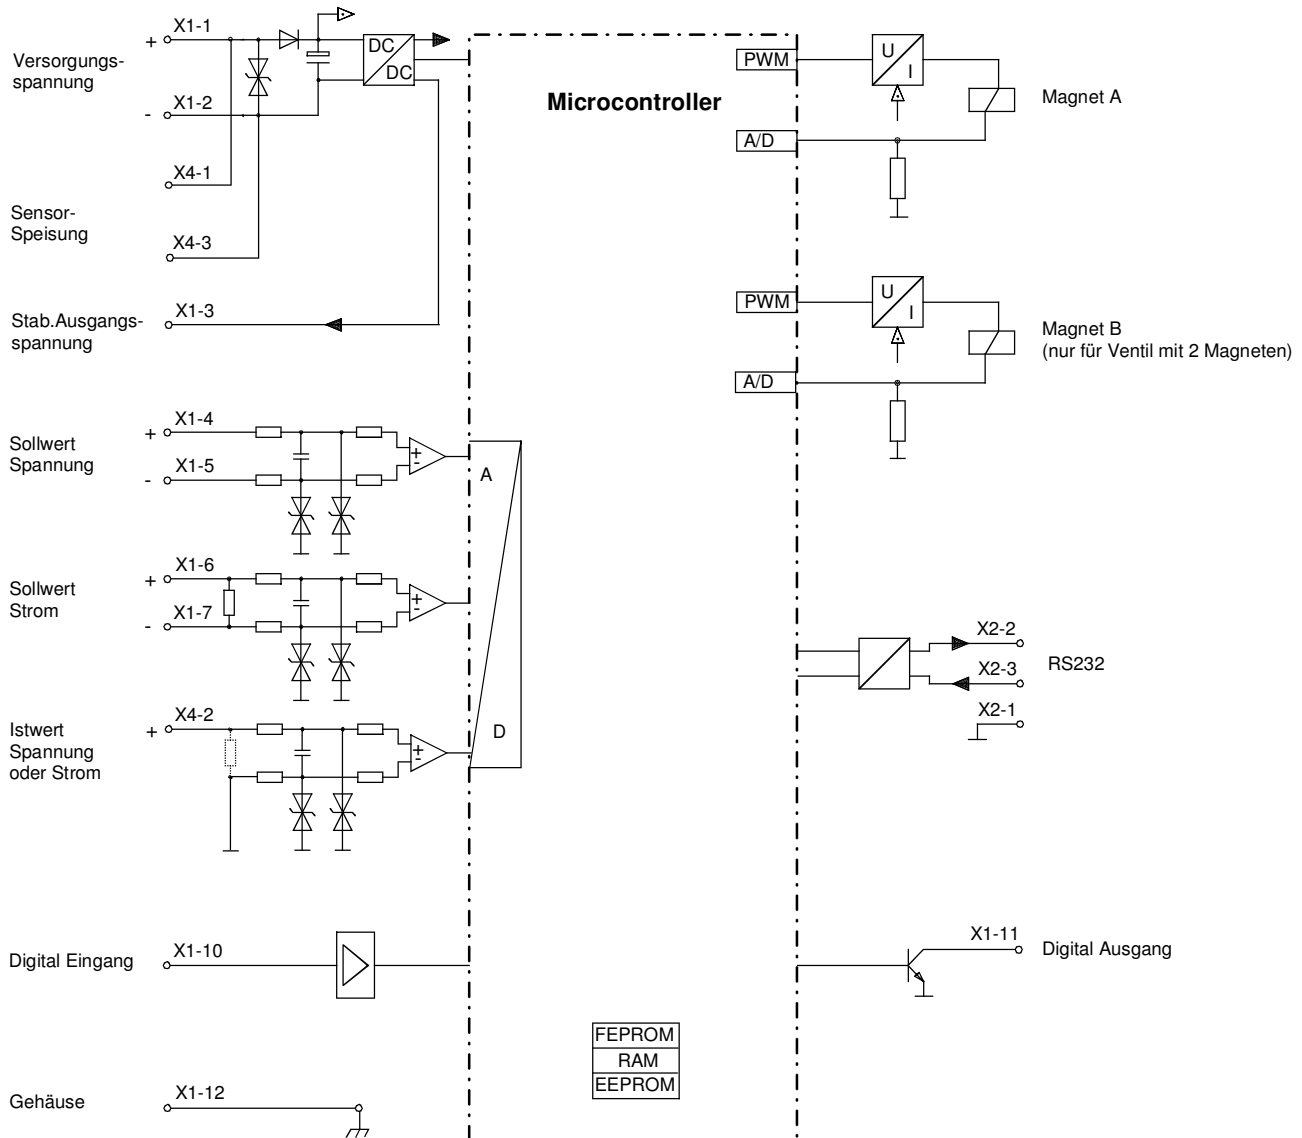 X1-1
+
Versorgungs-
spannung
X1-2
-
DC
DC
X4-1
Sensor-
Speisung
X4-3
X1-3
Stab.Ausgangs-
spannung
X1-4
+
Sollwert
Spannung
X1-5
-
+
-
X1-6
+
Sollwert
Strom
X1-7
-
+
-
X4-2
+
Istwert
Spannung
oder Strom
+
-
A
D
X1-10
Digital Eingang
X1-12
Gehäuse
Microcontroller
FEPROM
RAM
EEPROM
PWM
U
I
Magnet A
A/D
PWM
U
I
Magnet B
(nur für Ventil mit 2 Magneten)
A/D
X2-2
RS232
X2-3
X2-1
X1-11
Digital Ausgang